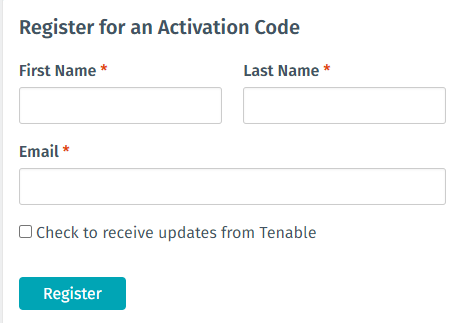 Register for an Activation Code
First Name * Last Name *
Email *
Check to receive updates from Tenable
Register